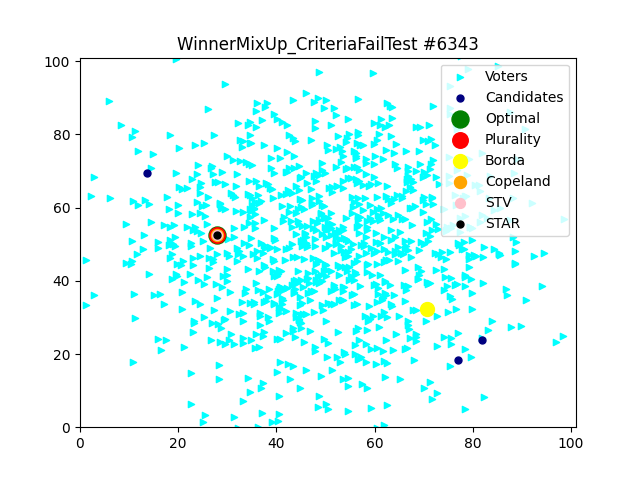 WinnerMixUp_CriteriaFailTest #6343
100
80
60
40
20
0
0
20
40
60
80
100
Voters
Candidates
Optimal
Plurality
Borda
Copeland
STV
STAR